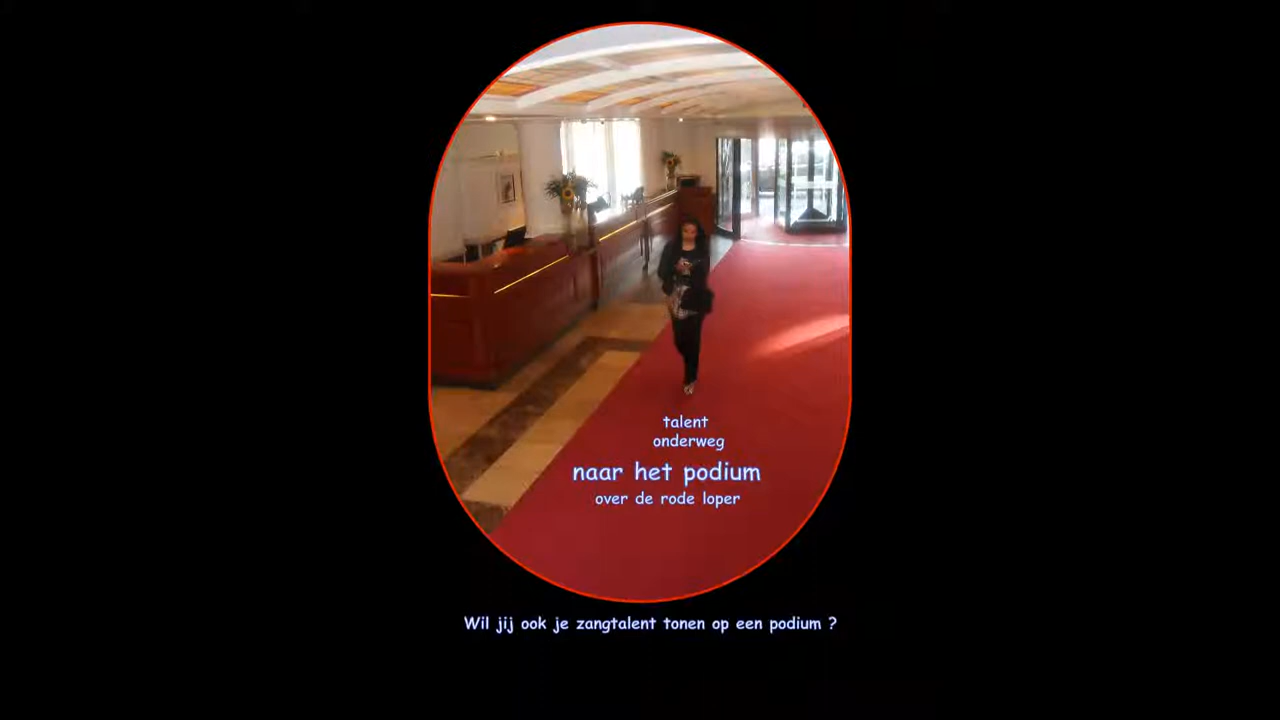 talent
onderweg
naar het podium
over de rode loper
Wil jij ook je zangtalent tonen op een podium ?